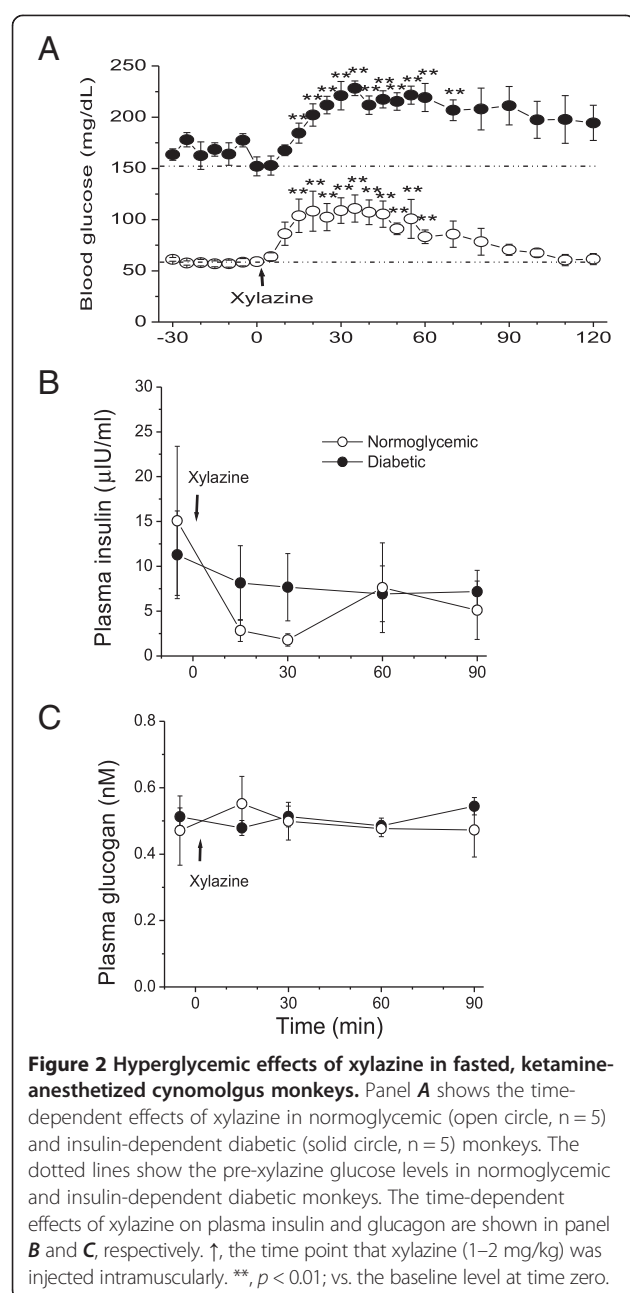 A
Blood glucose (mg/dL)
250
200
150
100
50
0
** ** ** ** ** ** ** ** ** ** **
** ** ** ** ** ** ** ** ** **
Xylazine
-30 0 30 60 90 120
B
Plasma insulin (µIU/ml)
30
25
20
15
10
5
0
Normoglycemic
Diabetic
Xylazine
0 30 60 90
C
Plasma glucogan (nM)
0.8
0.6
0.4
0.2
0.0
Xylazine
0 30 60 90
Time (min)
Figure 2 Hyperglycemic effects of xylazine in fasted, ketamine-
anesthetized cynomolgus monkeys. Panel A shows the time-
dependent effects of xylazine in normoglycemic (open circle, n = 5)
and insulin-dependent diabetic (solid circle, n = 5) monkeys. The
dotted lines show the pre-xylazine glucose levels in normoglycemic
and insulin-dependent diabetic monkeys. The time-dependent
effects of xylazine on plasma insulin and glucagon are shown in panel
B and C, respectively. ↑, the time point that xylazine (1–2 mg/kg) was
injected intramuscularly. **, p < 0.01; vs. the baseline level at time zero.